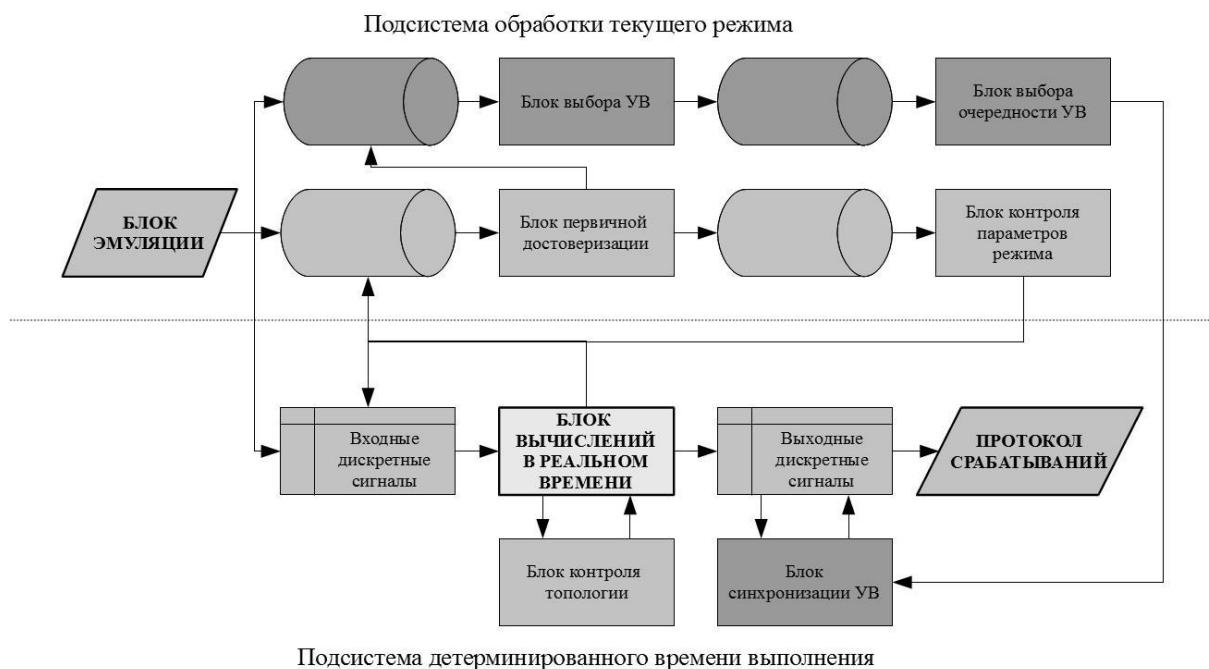 Подсистема обработки текущего режима
Блок выбора УВ
Блок выбора
очередности УВ
БЛОК
ЭМУЛЯЦИИ
Блок первичной
достоверизации
Блок контроля
параметров
режима
Входные
дискретные
сигналы
БЛОК
ВЫЧИСЛЕНИЙ
В РЕАЛЬНОМ
ВРЕМЕНИ
Выходные
дискретные
сигналы
ПРОТОКОЛ
СРАБАТЫВАНИЙ
Блок контроля
топологии
Блок
синхронизации УВ
Подсистема детерминированного времени выполнения